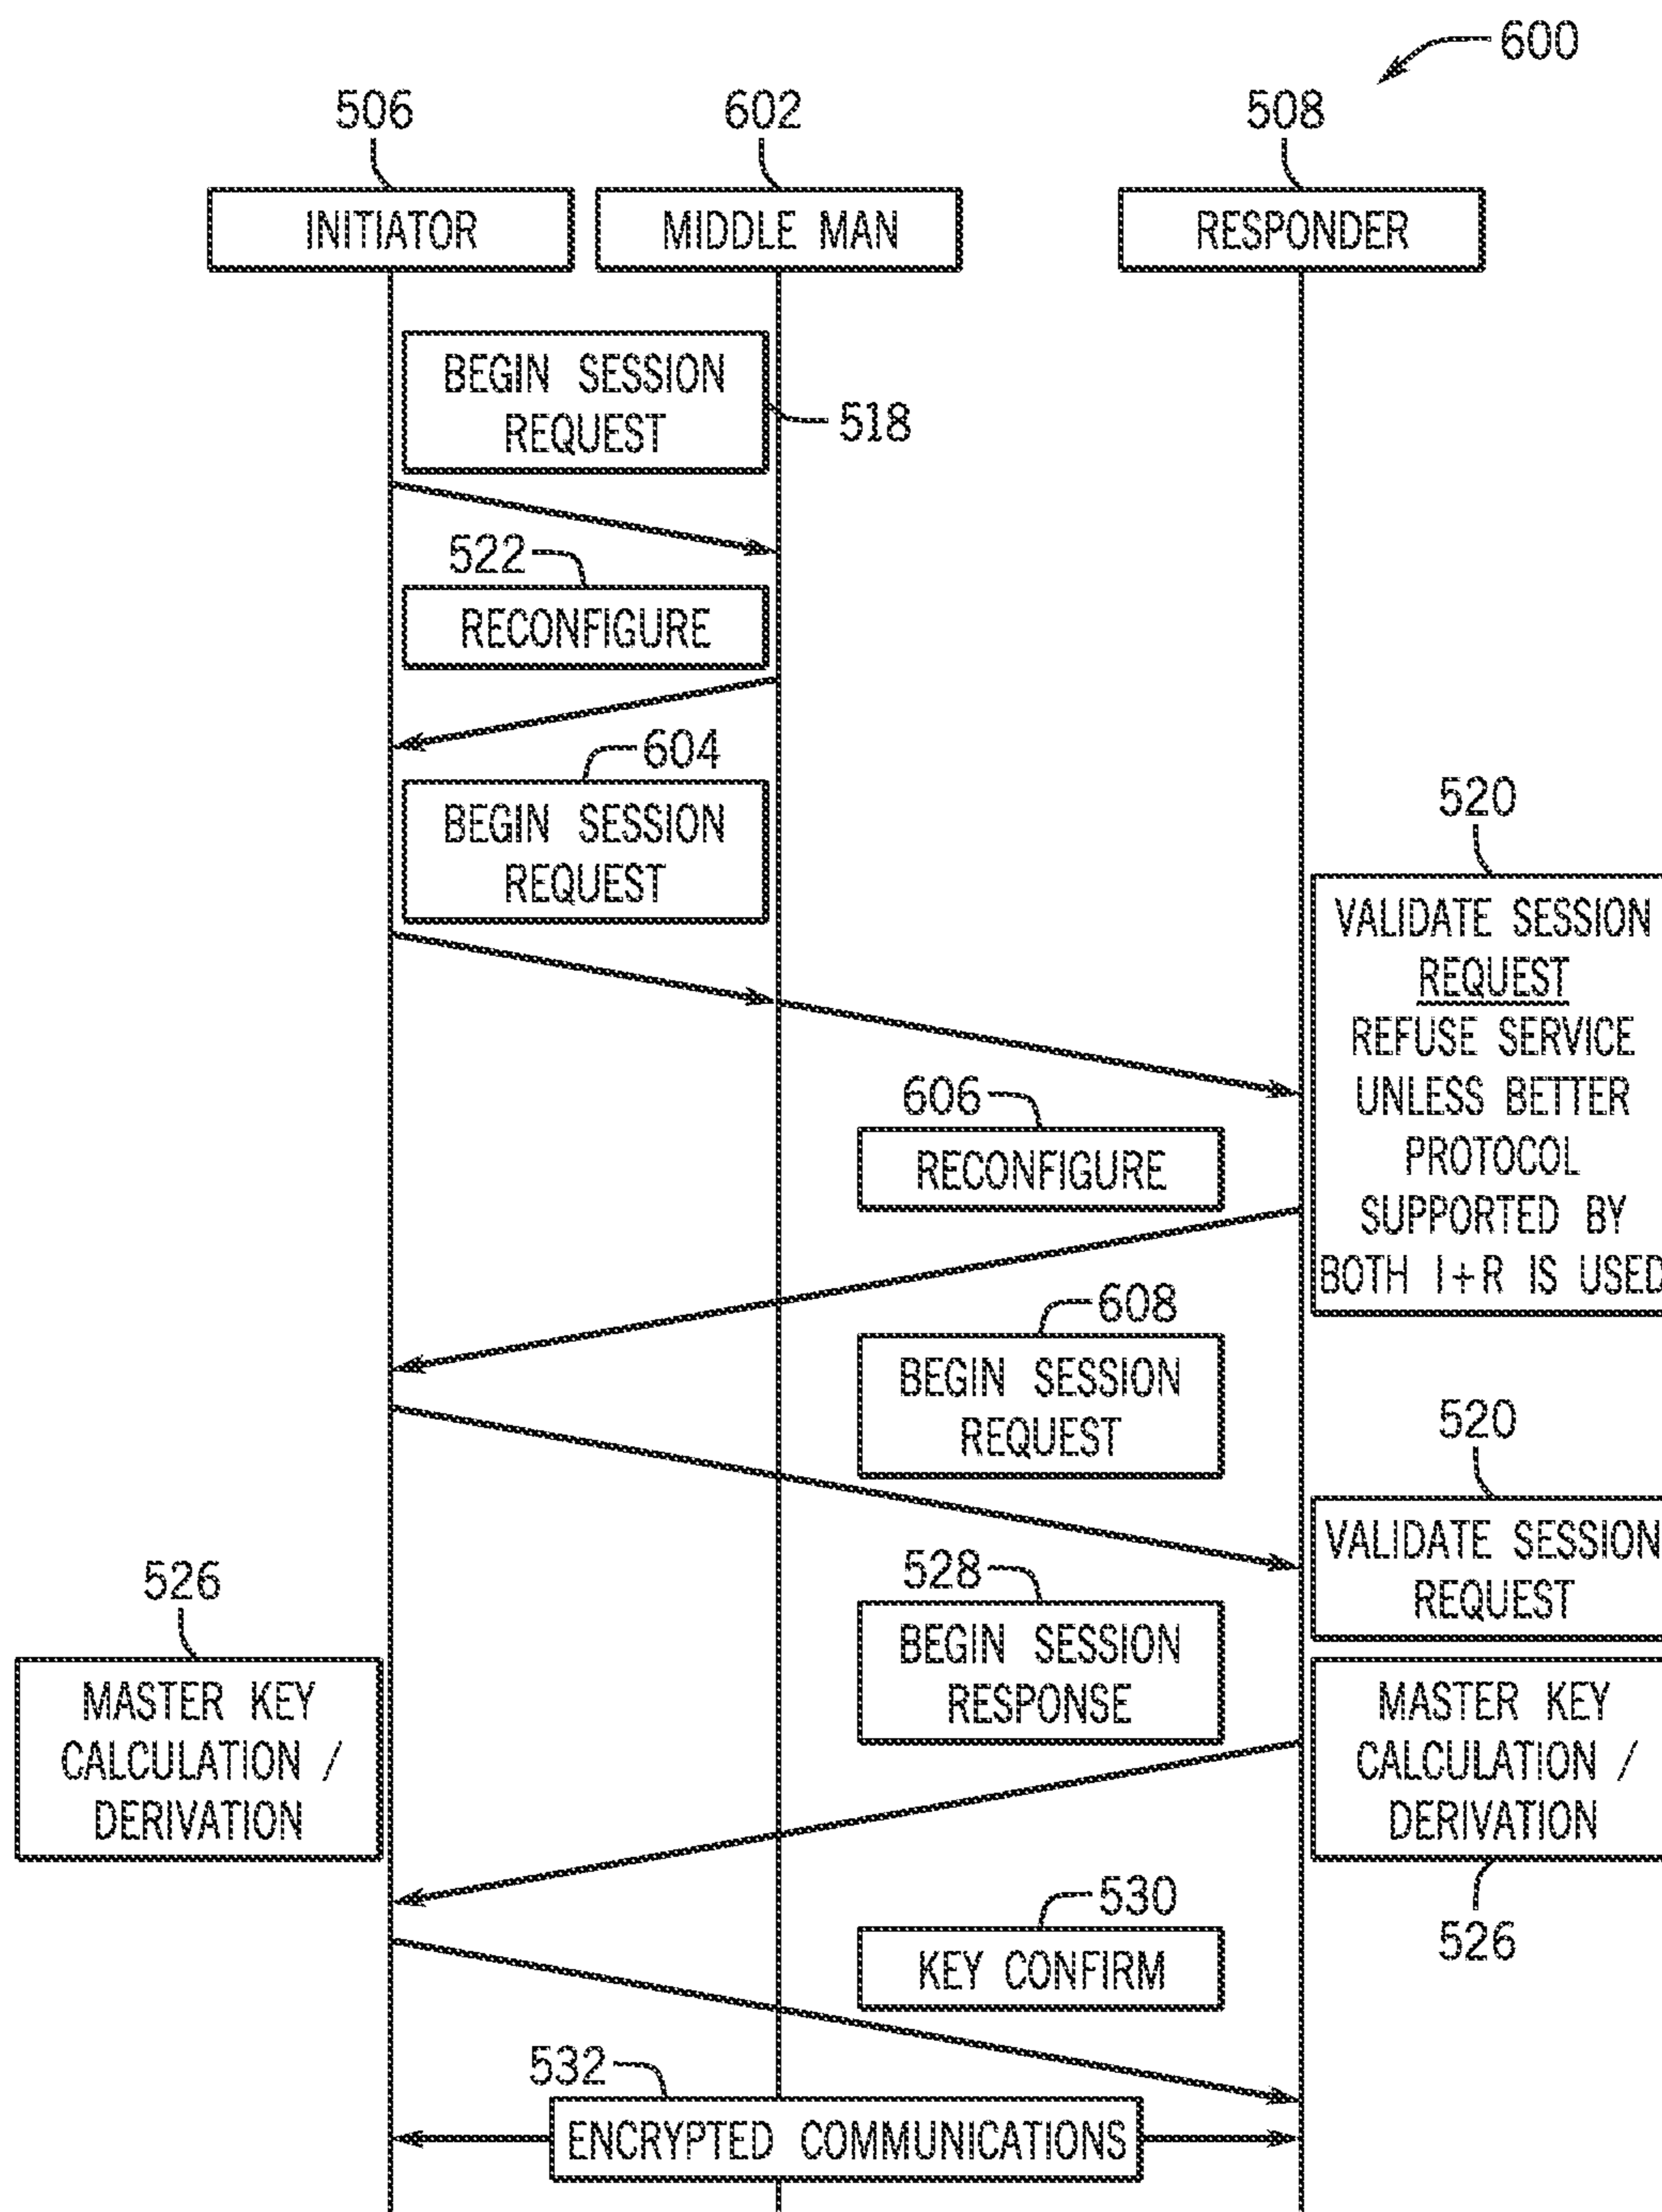 600
506
602
508
INITIATOR
MIDDLE MAN
RESPONDER
BEGIN SESSION
REQUEST
518
522
RECONFIGURE
604
BEGIN SESSION
REQUEST
520
VALIDATE SESSION
REQUEST
REFUSE SERVICE
UNLESS BETTER
PROTOCOL
SUPPORTED BY
BOTH I+R IS USED
606
RECONFIGURE
608
BEGIN SESSION
REQUEST
520
VALIDATE SESSION
REQUEST
526
MASTER KEY
CALCULATION /
DERIVATION
528
BEGIN SESSION
RESPONSE
MASTER KEY
CALCULATION /
DERIVATION
526
530
KEY CONFIRM
532
ENCRYPTED COMMUNICATIONS